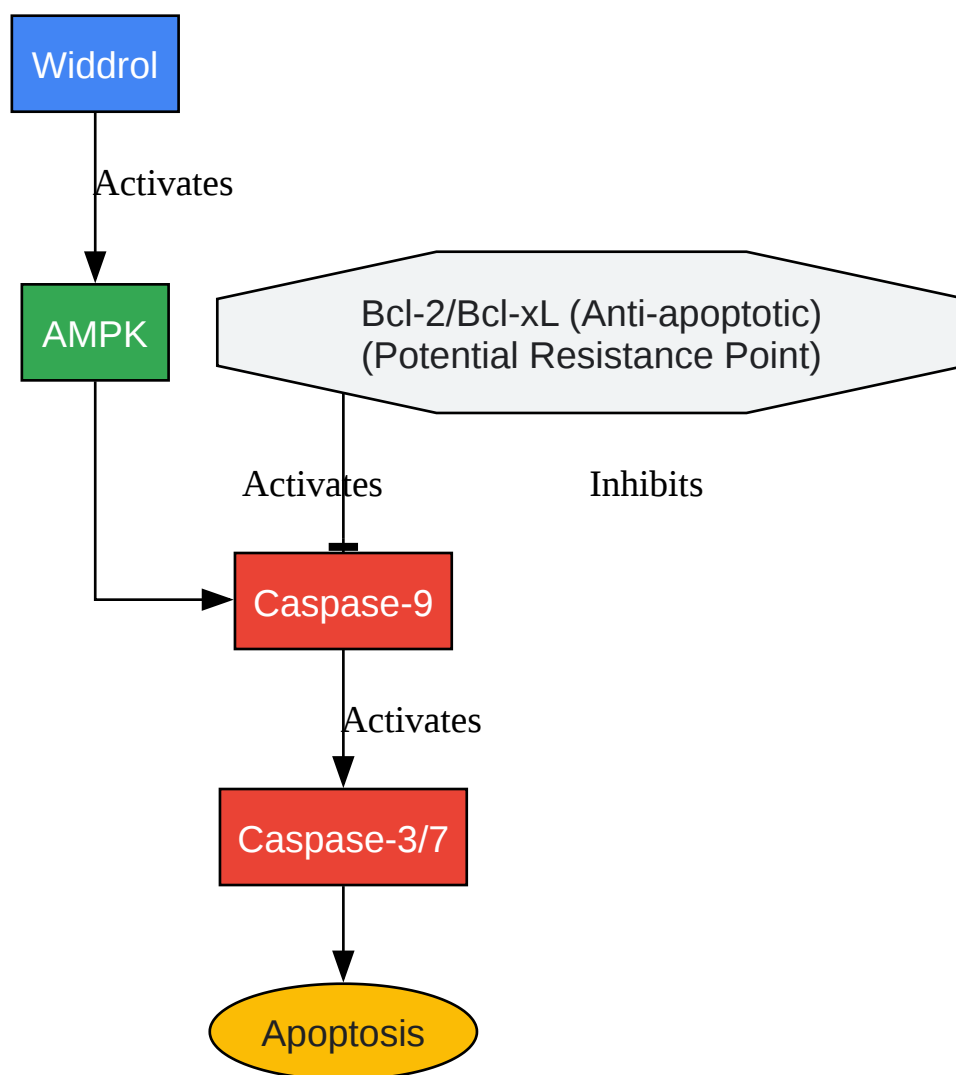 Widdrol
Activates
AMPK
Bcl-2/Bcl-xL (Anti-apoptotic)
(Potential Resistance Point)
Activates
Inhibits
Caspase-9
Activates
Caspase-3/7
Apoptosis